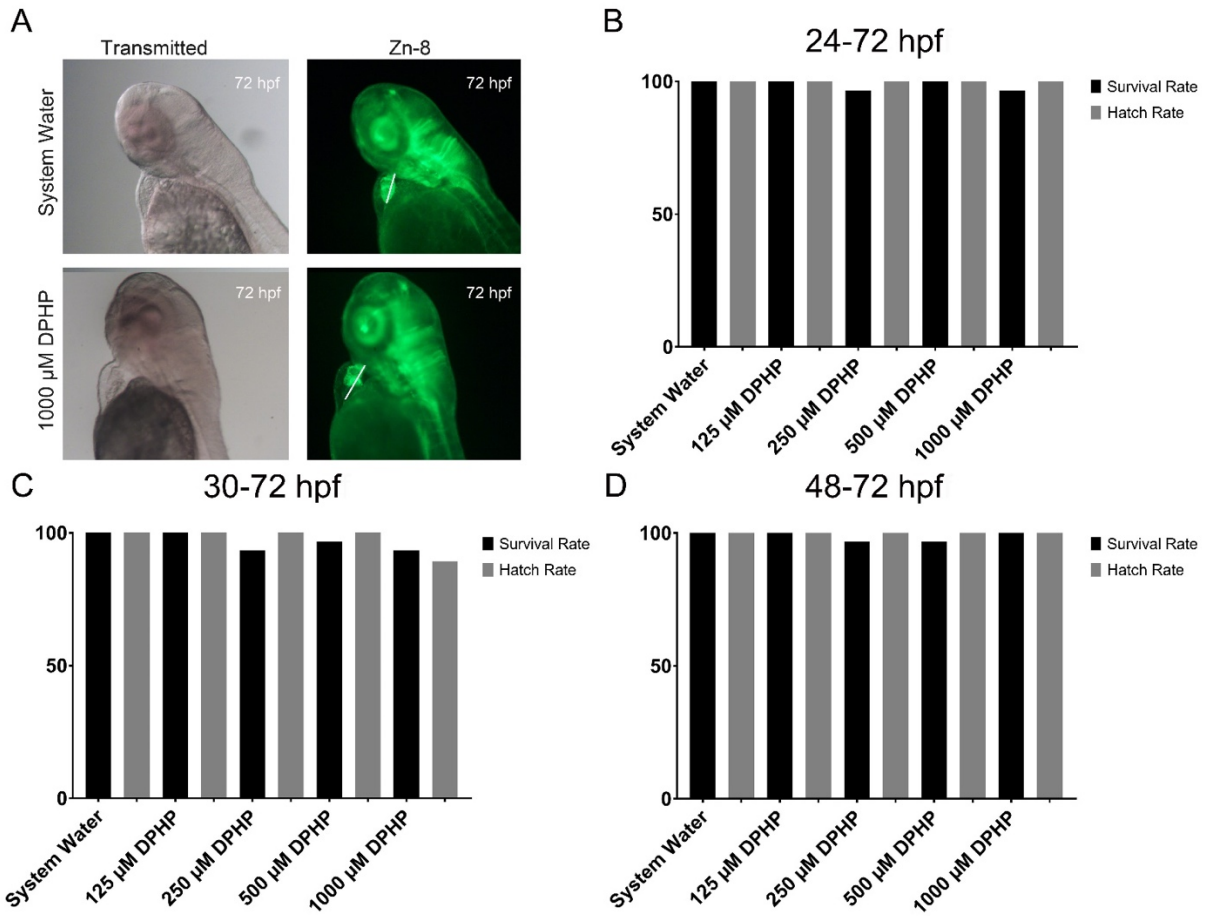 A
Transmitted
Zn-8
System Water
72 hpf
72 hpf
1000 µM DPHP
72 hpf
72 hpf
B
24-72 hpf
100
50
0
Survival Rate
Hatch Rate
System Water
125 µM DPHP
250 µM DPHP
500 µM DPHP
1000 µM DPHP
C
30-72 hpf
100
50
0
Survival Rate
Hatch Rate
System Water
125 µM DPHP
250 µM DPHP
500 µM DPHP
1000 µM DPHP
D
48-72 hpf
100
50
0
Survival Rate
Hatch Rate
System Water
125 µM DPHP
250 µM DPHP
500 µM DPHP
1000 µM DPHP